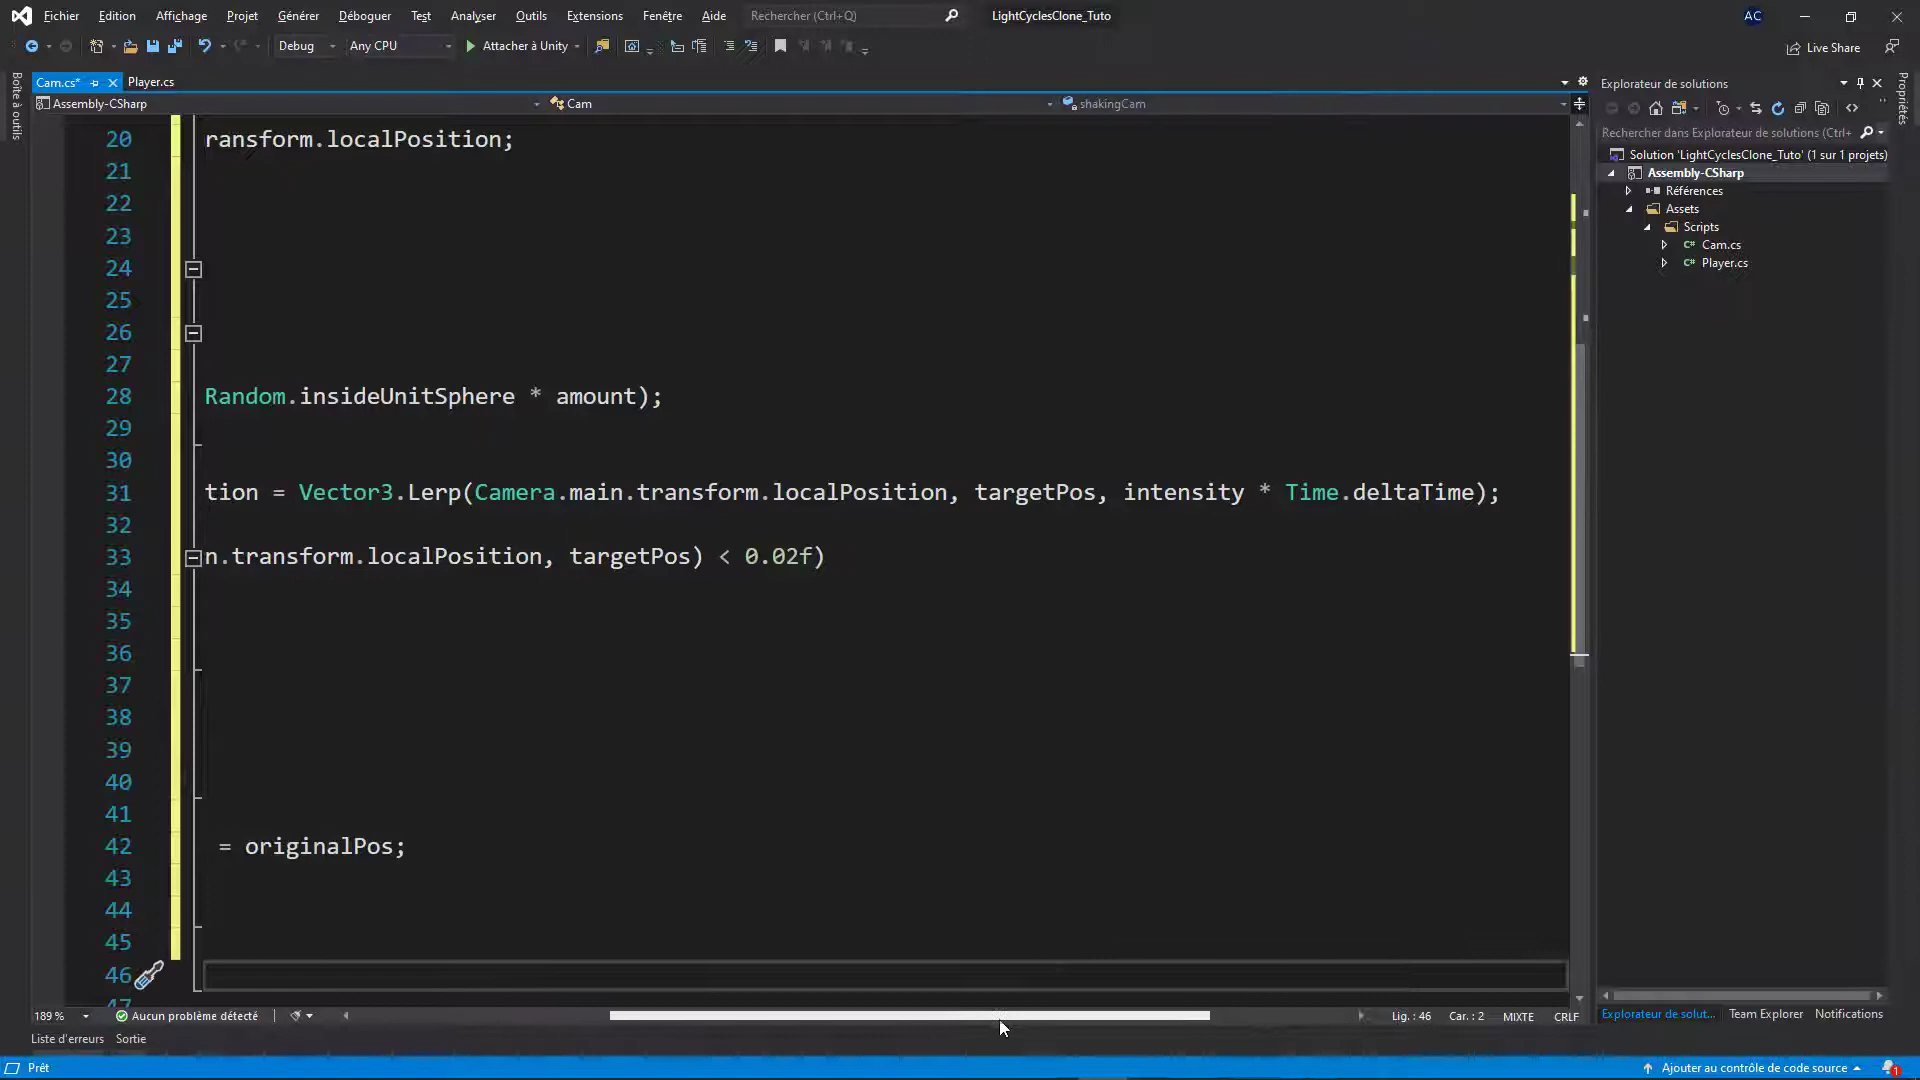 Fichier Edition Affichage Projet Générer Déboguer Test Analyser Outils Extensions Fenêtre Aide Rechercher (Ctrl+Q) LightCyclesClone_Tuto AC
Debug Any CPU Attacher à Unity Live Share
Cam.cs* Player.cs
Assembly-CSharp Cam shakingCam
20 ransform.localPosition;
21
22
23
24
25
26
27
28 Random.insideUnitSphere * amount);
29
30
31 tion = Vector3.Lerp(Camera.main.transform.localPosition, targetPos, intensity * Time.deltaTime);
32
33 n.transform.localPosition, targetPos) < 0.02f)
34
35
36
37
38
39
40
41
42 = originalPos;
43
44
45
46
47
189 % Aucun problème détecté Lig. : 46 Car. : 2 MIXTE CRLF
Liste d'erreurs Sortie
Prêt Ajouter au contrôle de code source 1
Boîte à outils
Explorateur de solutions
Rechercher dans Explorateur de solutions (Ctrl+
Solution 'LightCyclesClone_Tuto' (1 sur 1 projets)
Assembly-CSharp
Références
Assets
Scripts
Cam.cs
Player.cs
Explorateur de solut... Team Explorer Notifications
Propriétés